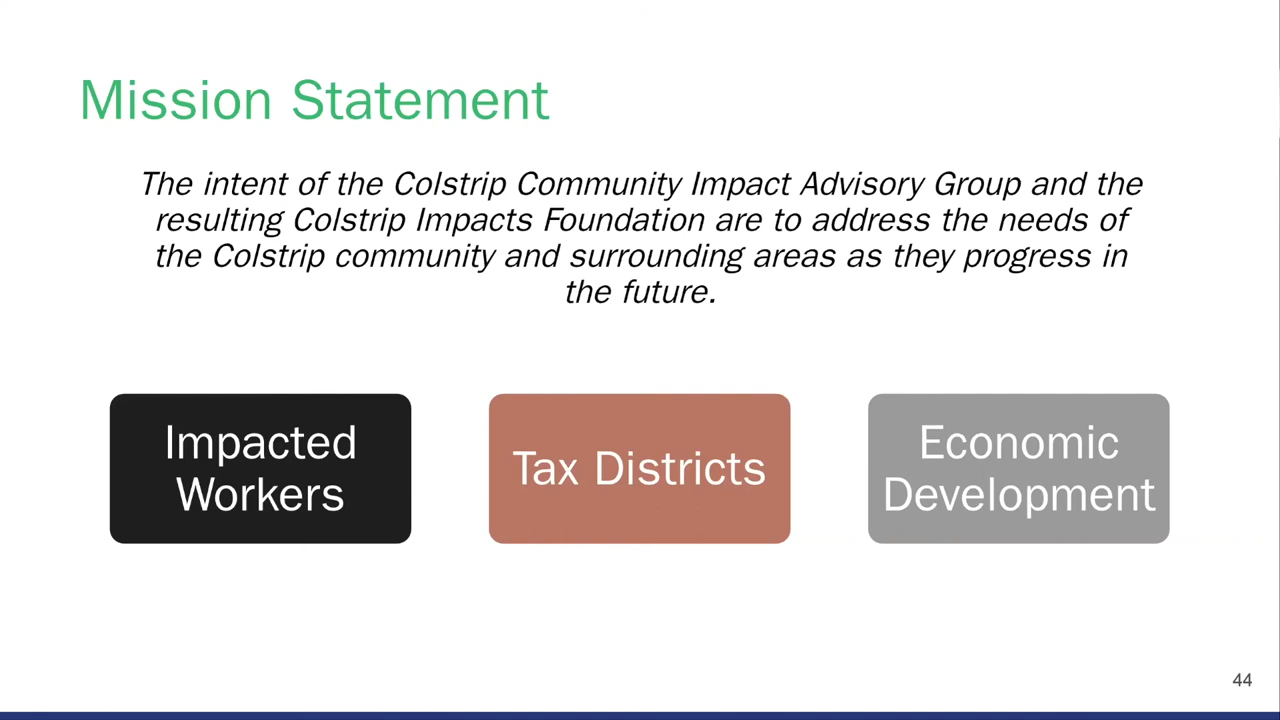 Mission Statement
The intent of the Colstrip Community Impact Advisory Group and the
resulting Colstrip Impacts Foundation are to address the needs of
the Colstrip community and surrounding areas as they progress in
the future.
Impacted
Workers
Tax Districts
Economic
Development
44